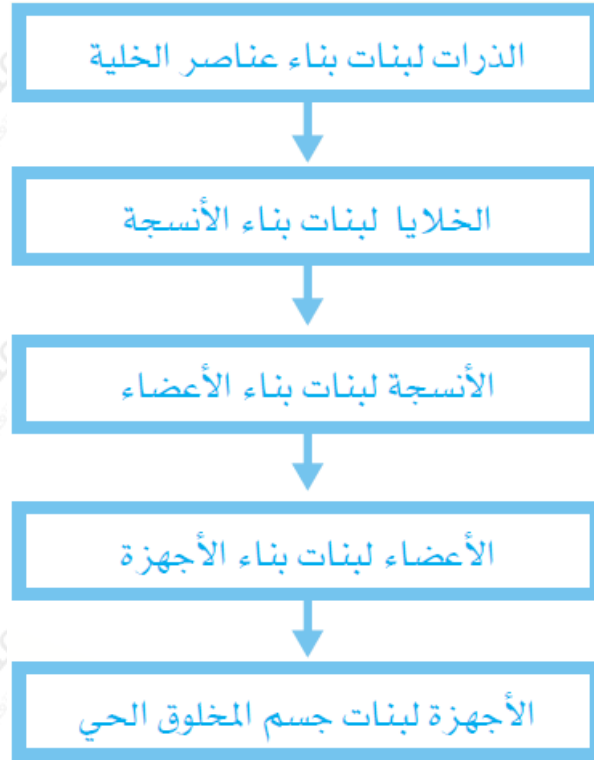 الذرات لبنات بناء عناصر الخلية
الخلايا لبنات بناء الأنسجة
الأنسجة لبنات بناء الأعضاء
الأعضاء لبنات بناء الأجهزة
الأجهزة لبنات جسم المخلوق الحي